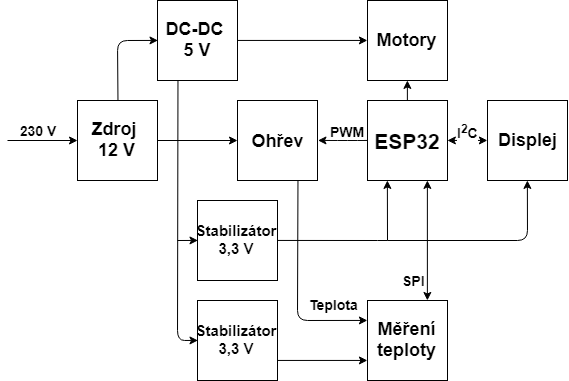 DC-DC
5 V
Motory
230 V
Zdroj
12 V
Ohřev
PWM
ESP32
I²C
Displej
Stabilizátor
3,3 V
SPI
Teplota
Stabilizátor
3,3 V
Měření
teploty